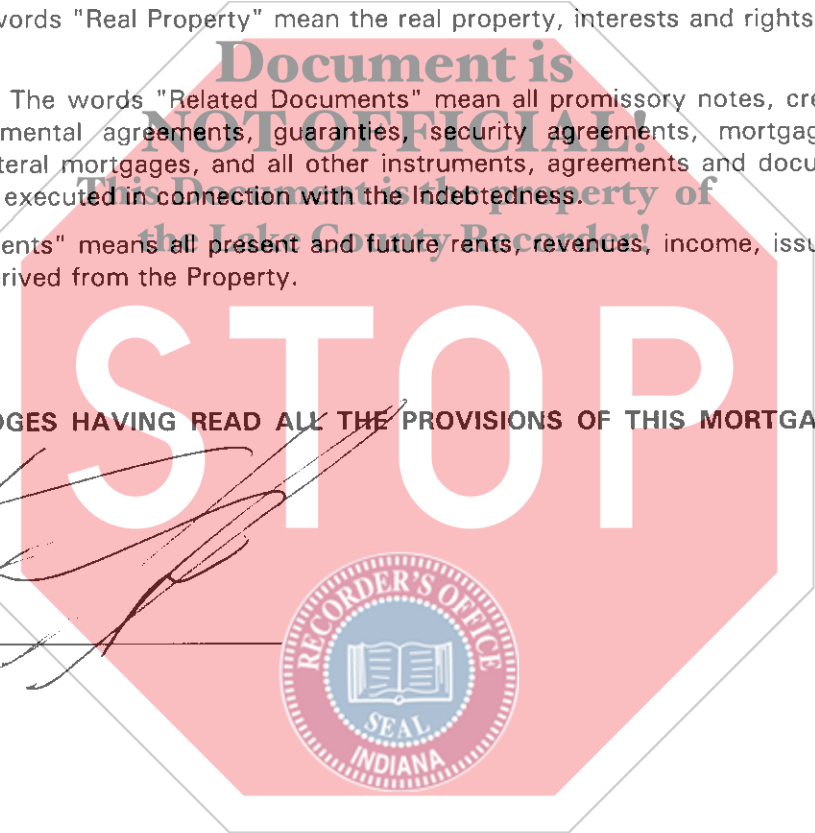 words "Real Property" mean the real property, interests and rights
Document is
The words "Related Documents" mean all promissory notes, cre
mental agreements, guaranties, security agreements, mortgag
NOT OFFICIAL!
teral mortgages, and all other instruments, agreements and docu
executed in connection with the Indebtedness.
This Document is the property of
ents" means all present and future rents, revenues, income, issu
the Lake County Recorder!
rived from the Property.
DGES HAVING READ ALL THE PROVISIONS OF THIS MORTGA
STOP
RECORDER'S OFFICE
SEAL
INDIANA